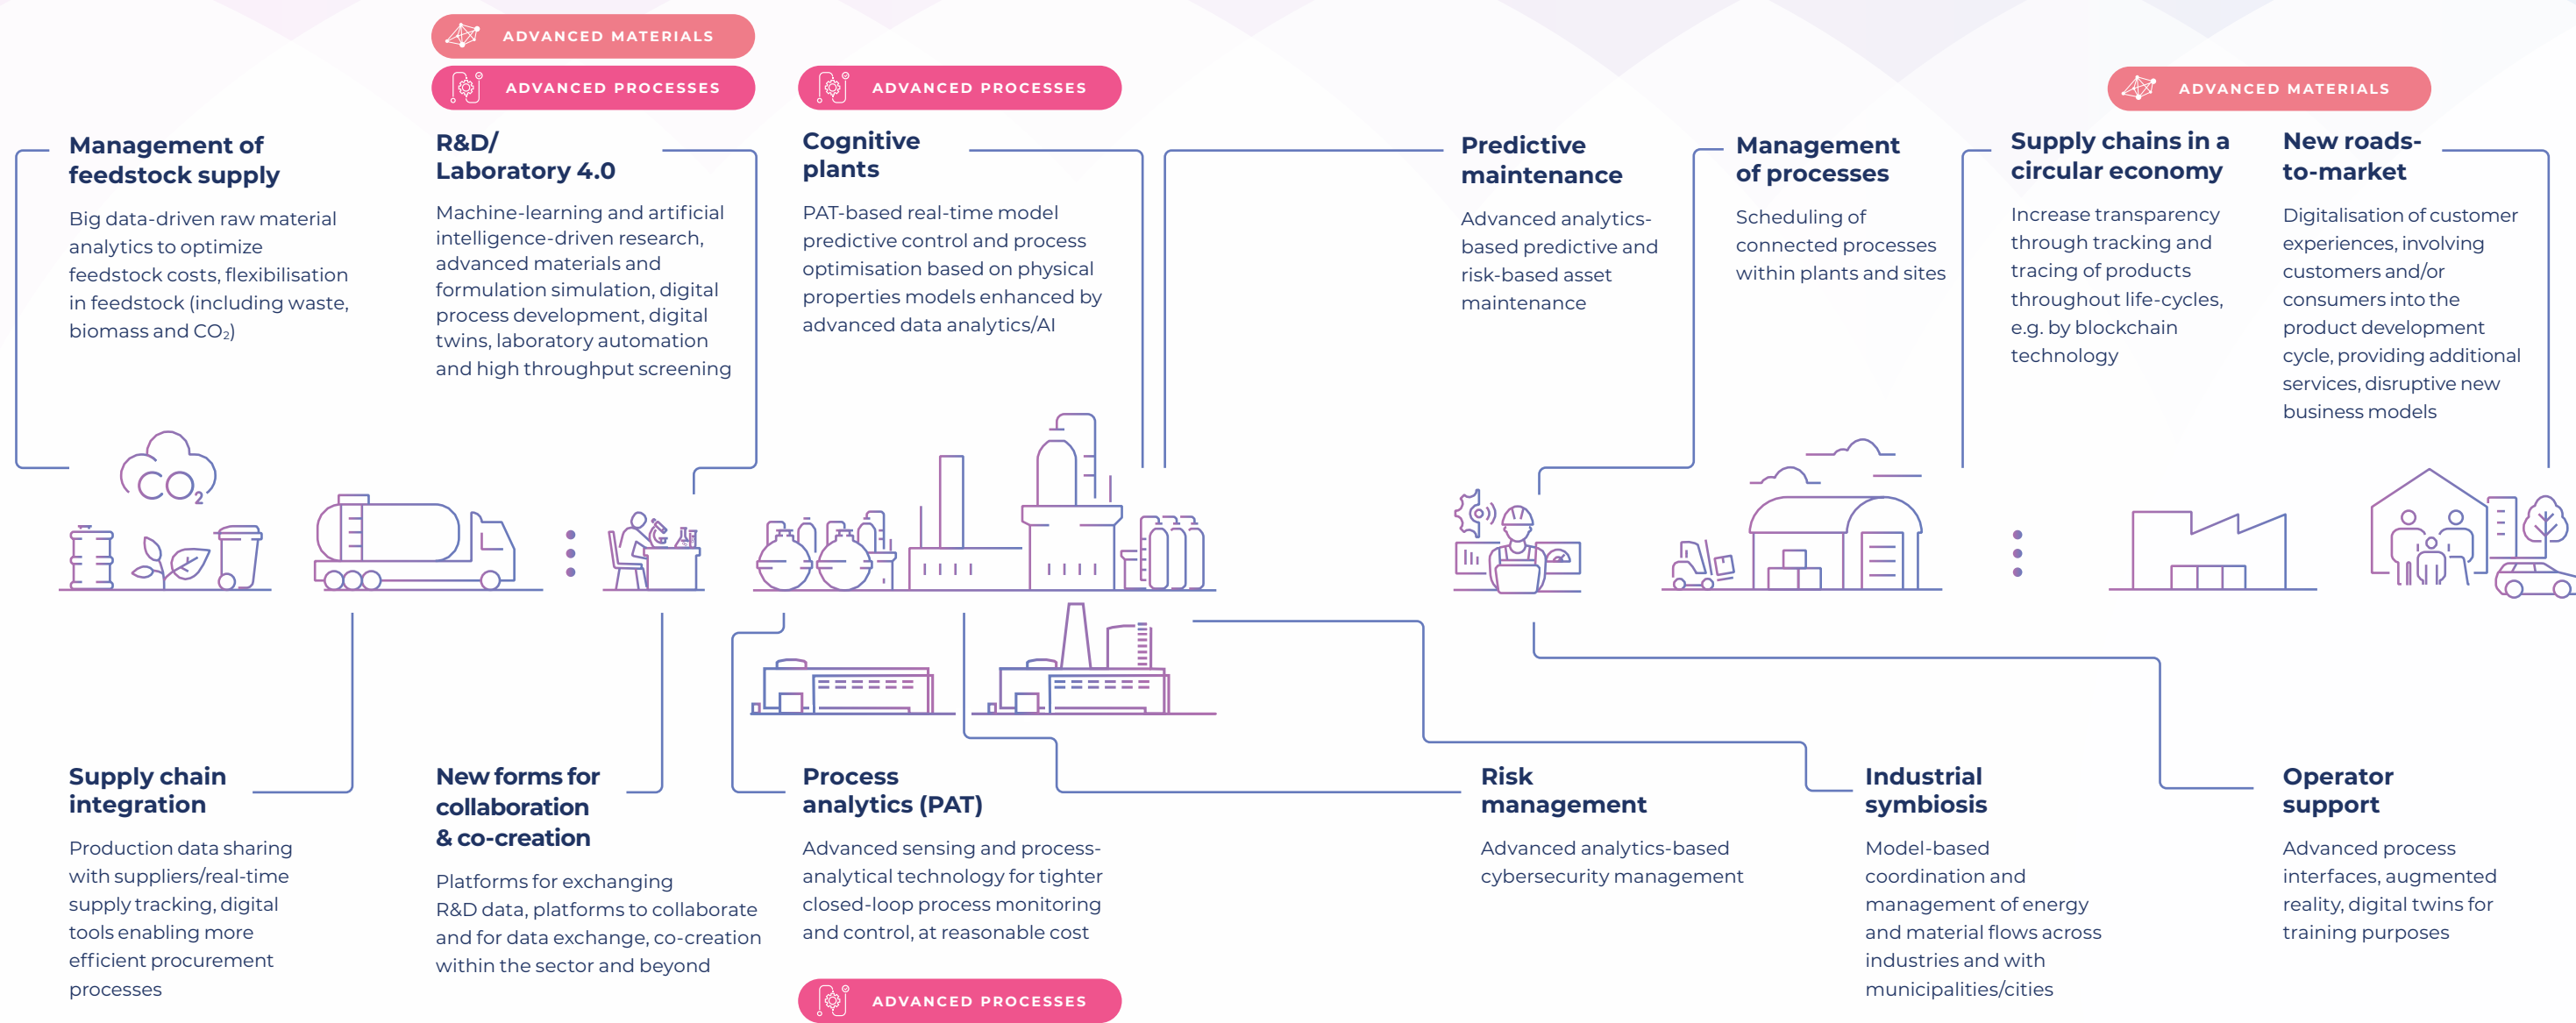 ADVANCED MATERIALS
ADVANCED PROCESSES
ADVANCED PROCESSES
ADVANCED MATERIALS
Management of
feedstock supply
Big data-driven raw material
analytics to optimize
feedstock costs, flexibilisation
in feedstock (including waste,
biomass and CO₂)
R&D/
Laboratory 4.0
Machine-learning and artificial
intelligence-driven research,
advanced materials and
formulation simulation, digital
process development, digital
twins, laboratory automation
and high throughput screening
Cognitive
plants
PAT-based real-time model
predictive control and process
optimisation based on physical
properties models enhanced by
advanced data analytics/AI
Predictive
maintenance
Advanced analytics-
based predictive and
risk-based asset
maintenance
Management
of processes
Scheduling of
connected processes
within plants and sites
Supply chains in a
circular economy
Increase transparency
through tracking and
tracing of products
throughout life-cycles,
e.g. by blockchain
technology
New roads-
to-market
Digitalisation of customer
experiences, involving
customers and/or
consumers into the
product development
cycle, providing additional
services, disruptive new
business models
CO₂
Supply chain
integration
Production data sharing
with suppliers/real-time
supply tracking, digital
tools enabling more
efficient procurement
processes
New forms for
collaboration
& co-creation
Platforms for exchanging
R&D data, platforms to collaborate
and for data exchange, co-creation
within the sector and beyond
Process
analytics (PAT)
Advanced sensing and process-
analytical technology for tighter
closed-loop process monitoring
and control, at reasonable cost
ADVANCED PROCESSES
Risk
management
Advanced analytics-based
cybersecurity management
Industrial
symbiosis
Model-based
coordination and
management of energy
and material flows across
industries and with
municipalities/cities
Operator
support
Advanced process
interfaces, augmented
reality, digital twins for
training purposes